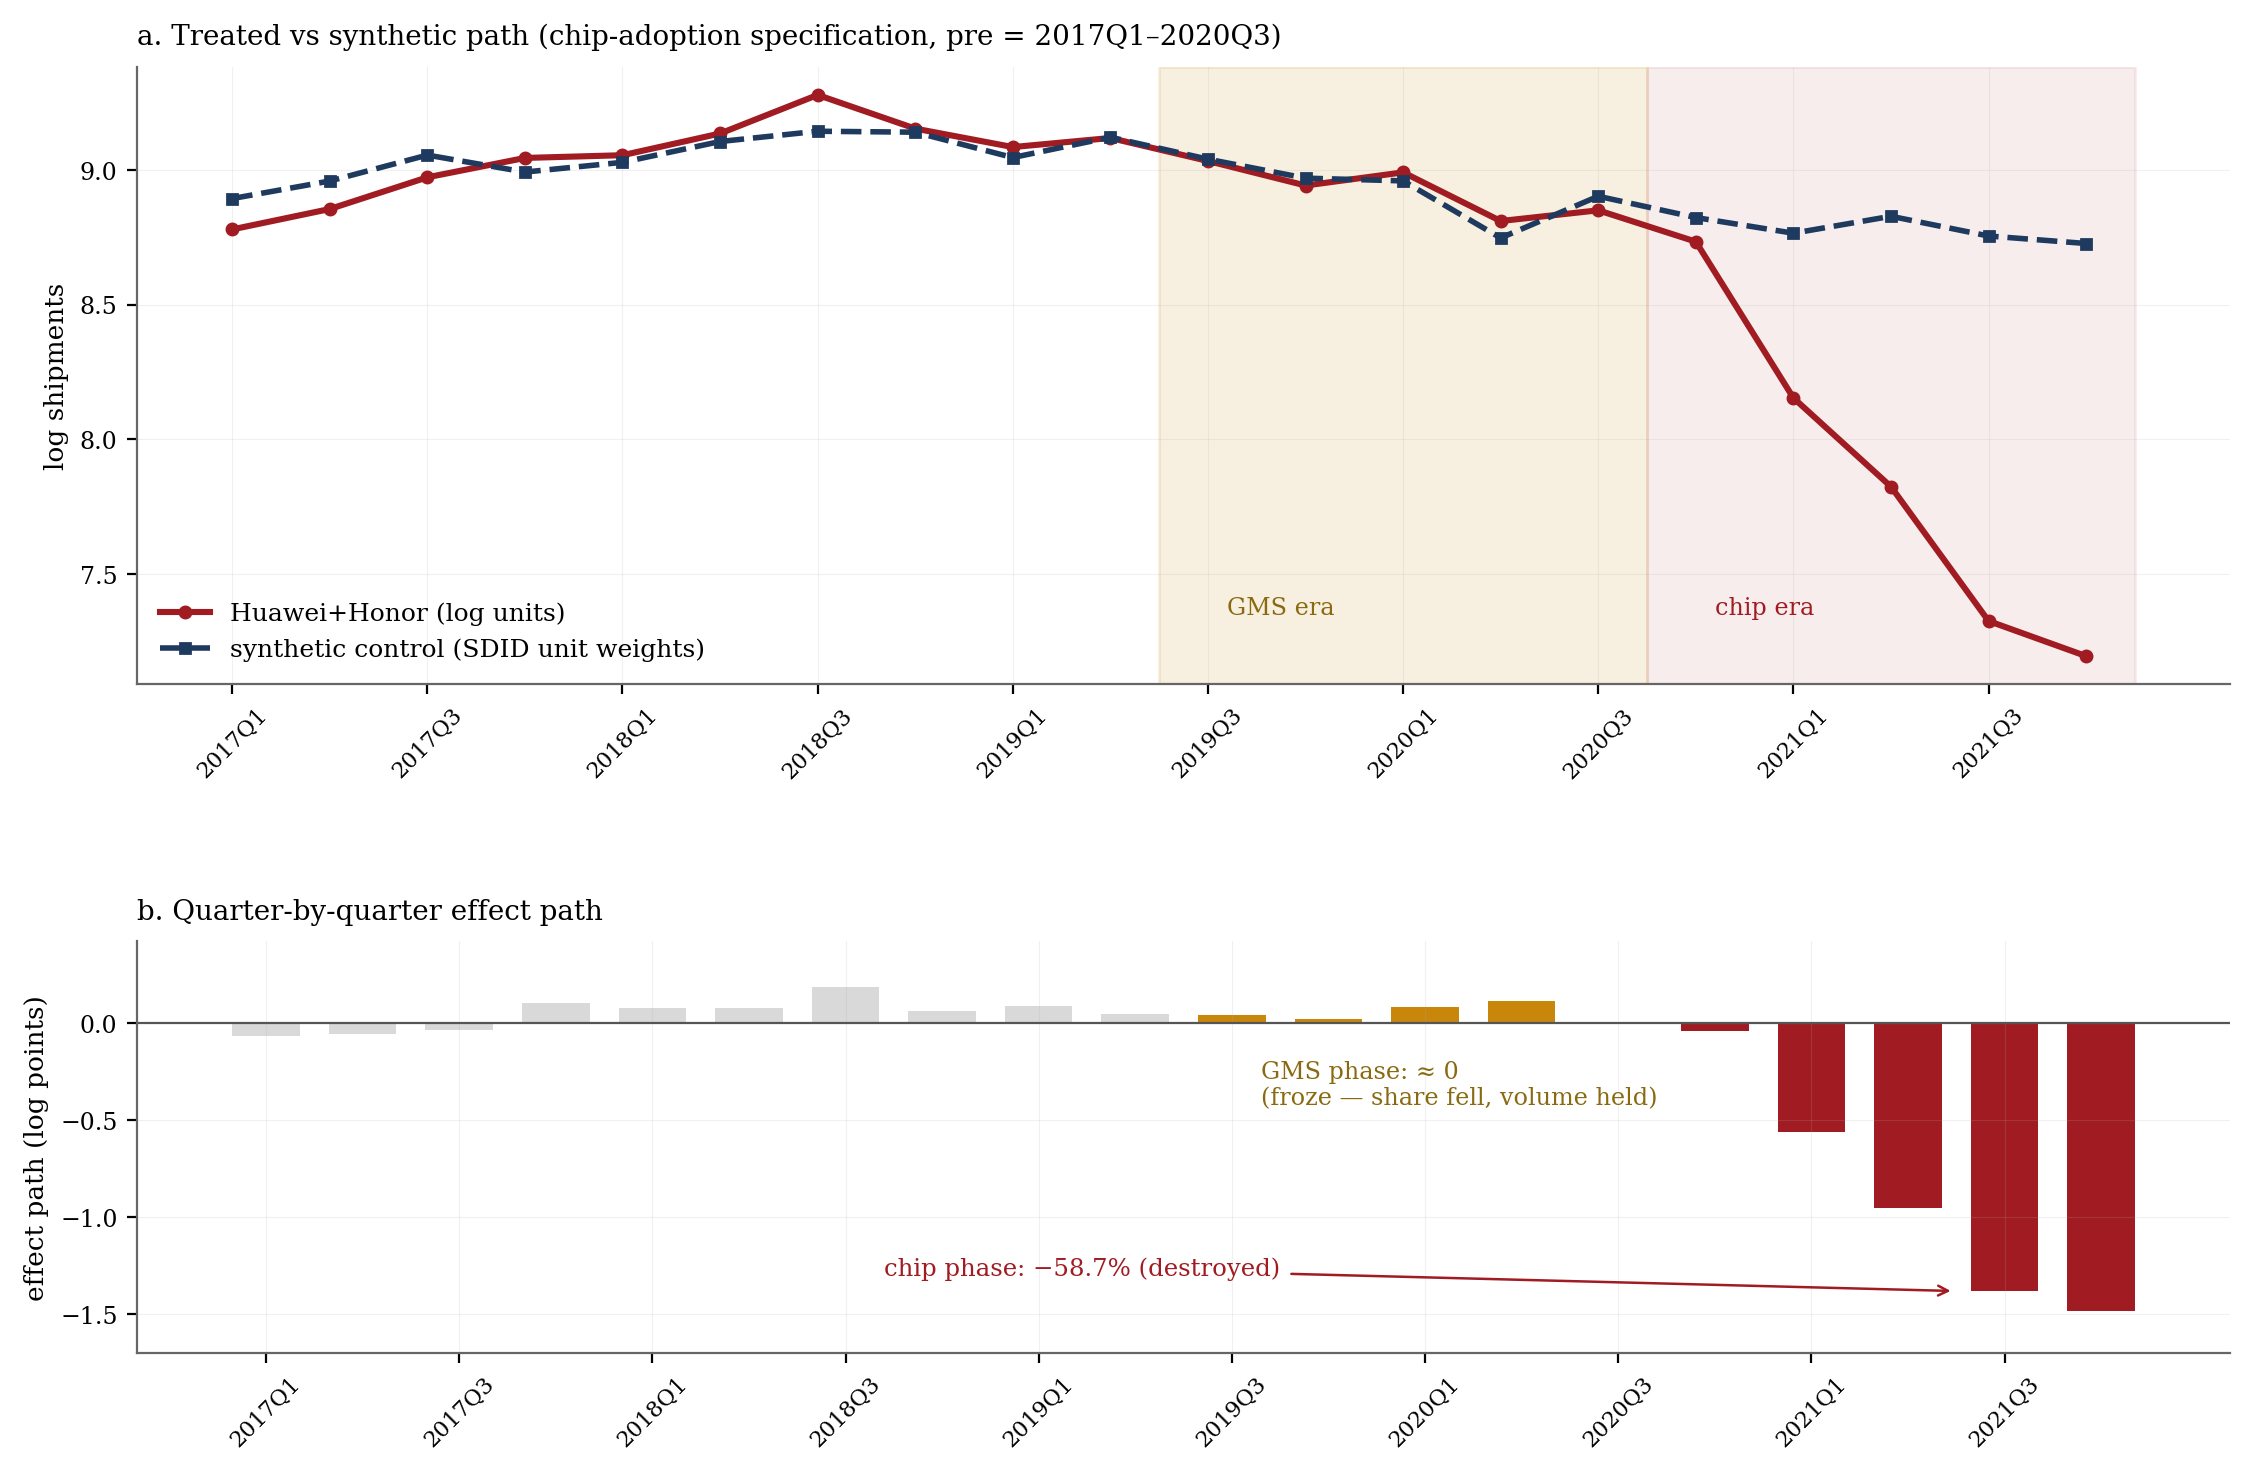 a. Treated vs synthetic path (chip-adoption specification, pre = 2017Q1–2020Q3)
log shipments
9.0
8.5
8.0
7.5
GMS era
chip era
Huawei+Honor (log units)
synthetic control (SDID unit weights)
2017Q1
2017Q3
2018Q1
2018Q3
2019Q1
2019Q3
2020Q1
2020Q3
2021Q1
2021Q3
b. Quarter-by-quarter effect path
effect path (log points)
0.0
−0.5
−1.0
−1.5
GMS phase: ≈ 0
(froze — share fell, volume held)
chip phase: −58.7% (destroyed)
2017Q1
2017Q3
2018Q1
2018Q3
2019Q1
2019Q3
2020Q1
2020Q3
2021Q1
2021Q3